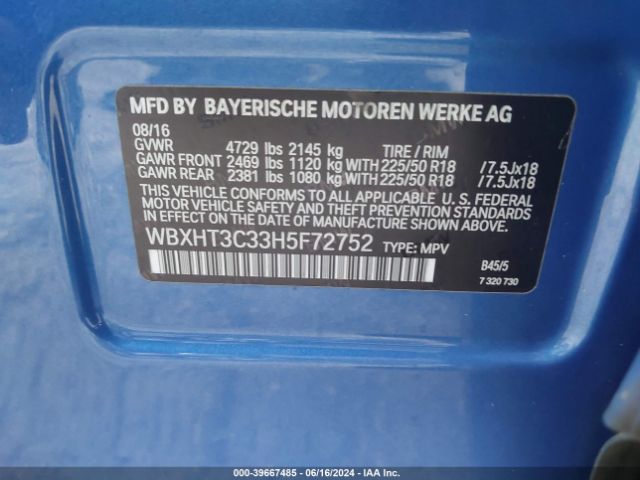 MFD BY BAYERISCHE MOTOREN WERKE AG
08/16
GVWR 4729 lbs 2145 kg TIRE / RIM
GAWR FRONT 2469 lbs 1120 kg WITH 225/50 R18 /7.5Jx18
GAWR REAR 2381 lbs 1080 kg WITH 225/50 R18 /7.5Jx18
THIS VEHICLE CONFORMS TO ALL APPLICABLE U. S. FEDERAL
MOTOR VEHICLE SAFETY, BUMPER, AND THEFT PREVENTION
STANDARDS IN EFFECT ON THE DATE OF MANUFACTURE SHOWN ABOVE.
WBXHT3C33H5F72752 TYPE: MPV
B45/5
7 320 730
000-39667485 - 06/16/2024 - IAA Inc.